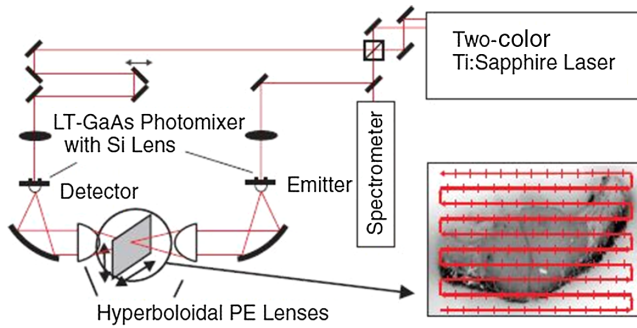 Two-color
Ti:Sapphire Laser
LT-GaAs Photomixer
with Si Lens
Detector
Emitter
Spectrometer
Hyperboloidal PE Lenses